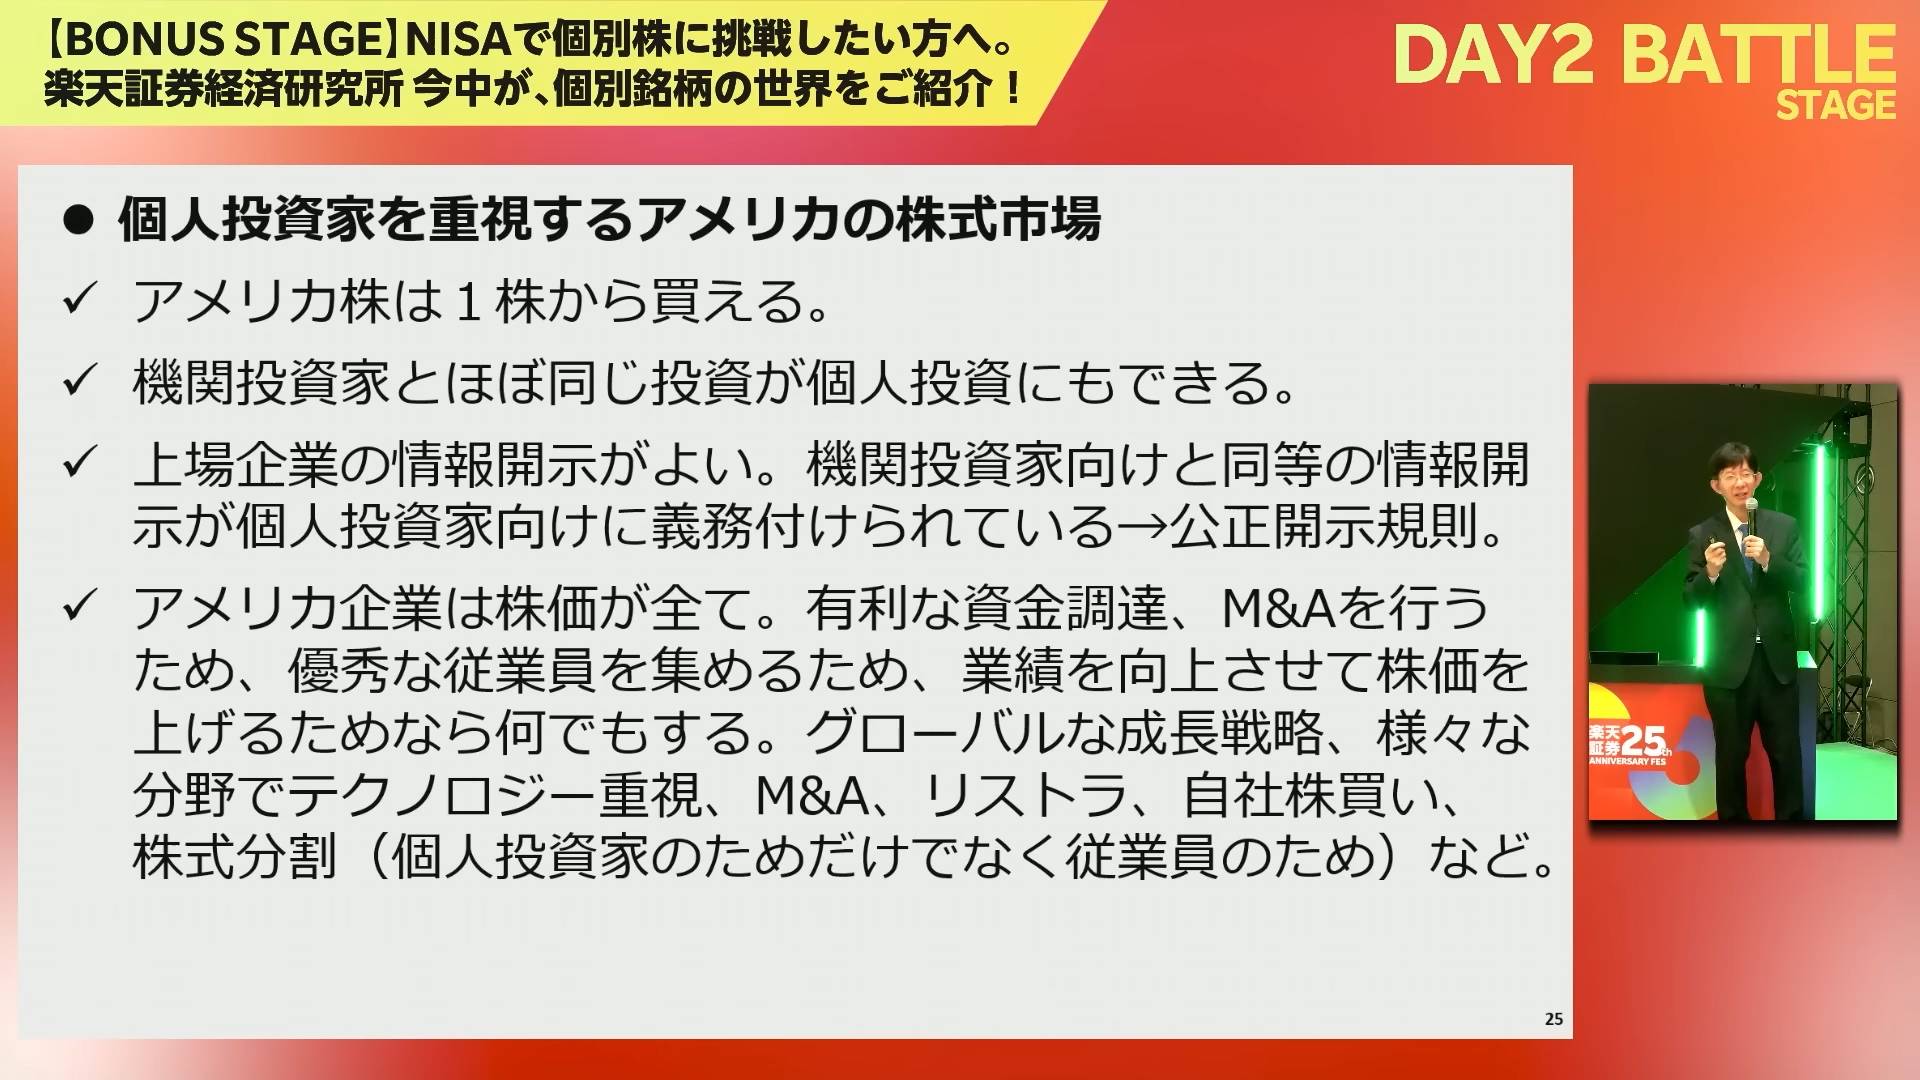 【BONUS STAGE】NISAで個別株に挑戦したい方へ。
楽天証券経済研究所 今中が、個別銘柄の世界をご紹介！
DAY2 BATTLE
STAGE
● 個人投資家を重視するアメリカの株式市場
✓ アメリカ株は１株から買える。
✓ 機関投資家とほぼ同じ投資が個人投資にもできる。
✓ 上場企業の情報開示がよい。機関投資家向けと同等の情報開
示が個人投資家向けに義務付けられている→公正開示規則。
✓ アメリカ企業は株価が全て。有利な資金調達、M&Aを行う
ため、優秀な従業員を集めるため、業績を向上させて株価を
上げるためなら何でもする。グローバルな成長戦略、様々な
分野でテクノロジー重視、M&A、リストラ、自社株買い、
株式分割（個人投資家のためだけでなく従業員のため）など。
25
楽天
証券25th
ANNIVERSARY FES